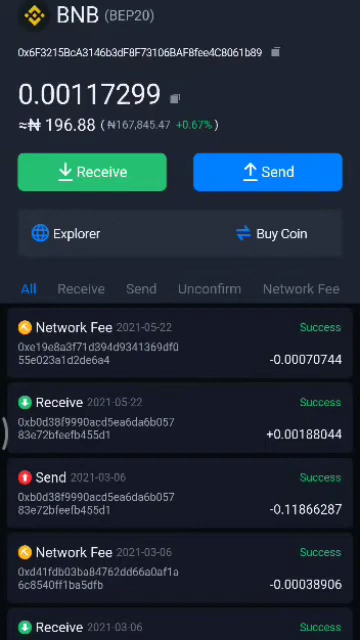 BNB (BEP20)
0x6F3215BcA3146b3dF8F73106BAF8fee4C8061b89
0.00117299
≈₦ 196.88 (₦167,845.47 +0.67%)
Receive
Send
Explorer
Buy Coin
All Receive Send Unconfirm Network Fee
Network Fee 2021-05-22 Success
0xe19e8a3f71d394d9341369df0
55e023a1d2de6a4
-0.00070744
Receive 2021-05-22 Success
0xb0d38f9990acd5ea6da6b057
83e72bfeefb455d1
+0.00188044
Send 2021-03-06 Success
0xb0d38f9990acd5ea6da6b057
83e72bfeefb455d1
-0.11866287
Network Fee 2021-03-06 Success
0xd41fdb03ba84762dd66a0af1a
6c8540ff1ba5dfb
-0.00038906
Receive 2021-03-06 Success